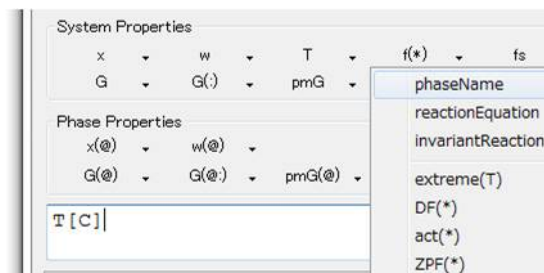 System Properties
x w T f(*) fs
G G(:) pmG phaseName
reactionEquation
Phase Properties invariantReaction
x(@) w(@)
G(@) G(@:) pmG(@) extreme(T)
T[C] DF(*)
act(*)
ZPF(*)